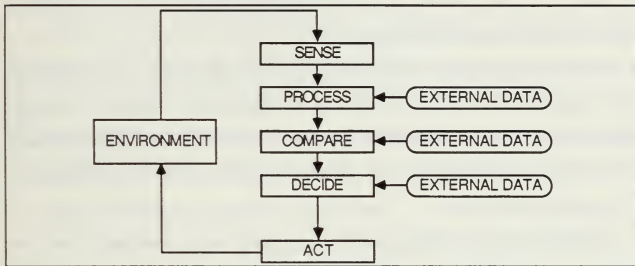 SENSE
PROCESS
EXTERNAL DATA
ENVIRONMENT
COMPARE
EXTERNAL DATA
DECIDE
EXTERNAL DATA
ACT